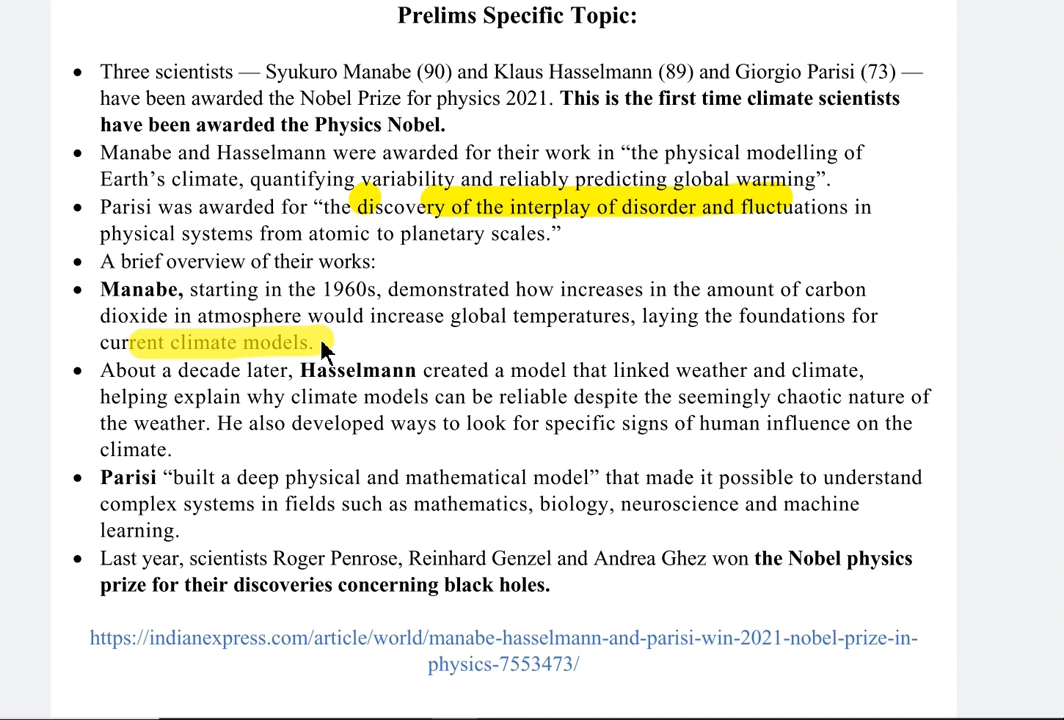 Prelims Specific Topic:
• Three scientists — Syukuro Manabe (90) and Klaus Hasselmann (89) and Giorgio Parisi (73) —
have been awarded the Nobel Prize for physics 2021. This is the first time climate scientists
have been awarded the Physics Nobel.
• Manabe and Hasselmann were awarded for their work in “the physical modelling of
Earth’s climate, quantifying variability and reliably predicting global warming”.
• Parisi was awarded for “the discovery of the interplay of disorder and fluctuations in
physical systems from atomic to planetary scales.”
• A brief overview of their works:
• Manabe, starting in the 1960s, demonstrated how increases in the amount of carbon
dioxide in atmosphere would increase global temperatures, laying the foundations for
current climate models.
• About a decade later, Hasselmann created a model that linked weather and climate,
helping explain why climate models can be reliable despite the seemingly chaotic nature of
the weather. He also developed ways to look for specific signs of human influence on the
climate.
• Parisi “built a deep physical and mathematical model” that made it possible to understand
complex systems in fields such as mathematics, biology, neuroscience and machine
learning.
• Last year, scientists Roger Penrose, Reinhard Genzel and Andrea Ghez won the Nobel physics
prize for their discoveries concerning black holes.
https://indianexpress.com/article/world/manabe-hasselmann-and-parisi-win-2021-nobel-prize-in-
physics-7553473/